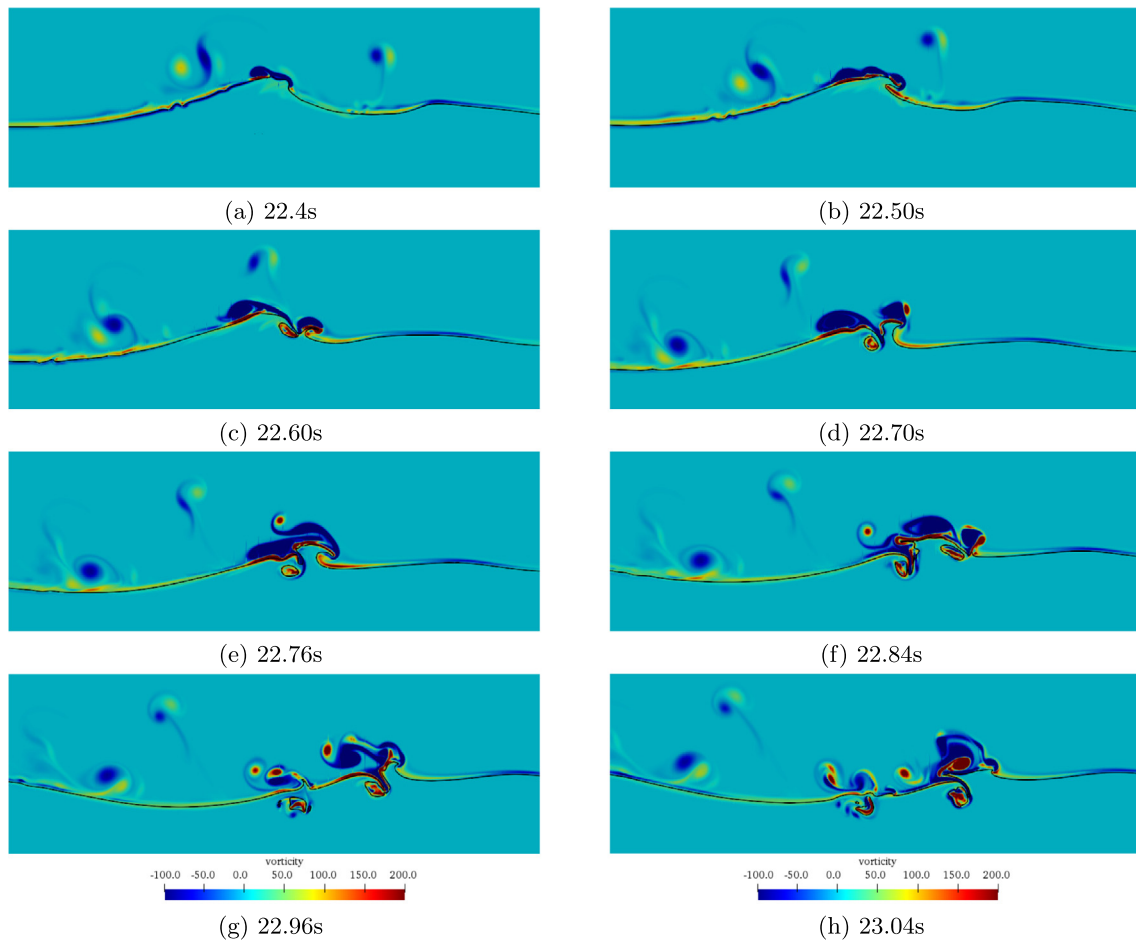 (a) 22.4s
(b) 22.50s
(c) 22.60s
(d) 22.70s
(e) 22.76s
(f) 22.84s
vorticity
-100.0 -50.0 0.0 50.0 100.0 150.0 200.0
vorticity
-100.0 -50.0 0.0 50.0 100.0 150.0 200.0
(g) 22.96s
(h) 23.04s